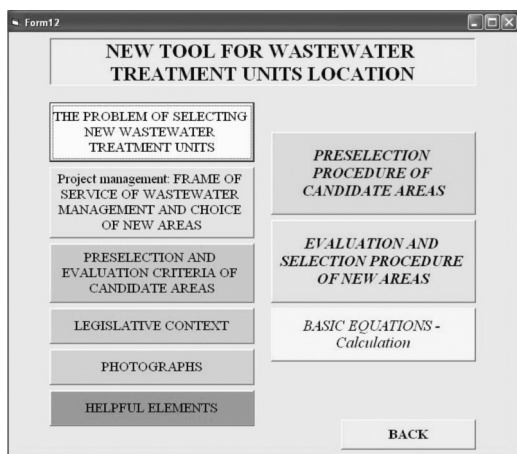 Form12
NEW TOOL FOR WASTEWATER
TREATMENT UNITS LOCATION
THE PROBLEM OF SELECTING
NEW WASTEWATER
TREATMENT UNITS
Project management: FRAME OF
SERVICE OF WASTEWATER
MANAGEMENT AND CHOICE
OF NEW AREAS
PRESELECTION AND
EVALUATION CRITERIA OF
CANDIDATE AREAS
LEGISLATIVE CONTEXT
PHOTOGRAPHS
HELPFUL ELEMENTS
PRESELECTION
PROCEDURE OF
CANDIDATE AREAS
EVALUATION AND
SELECTION PROCEDURE
OF NEW AREAS
BASIC EQUATIONS -
Calculation
BACK